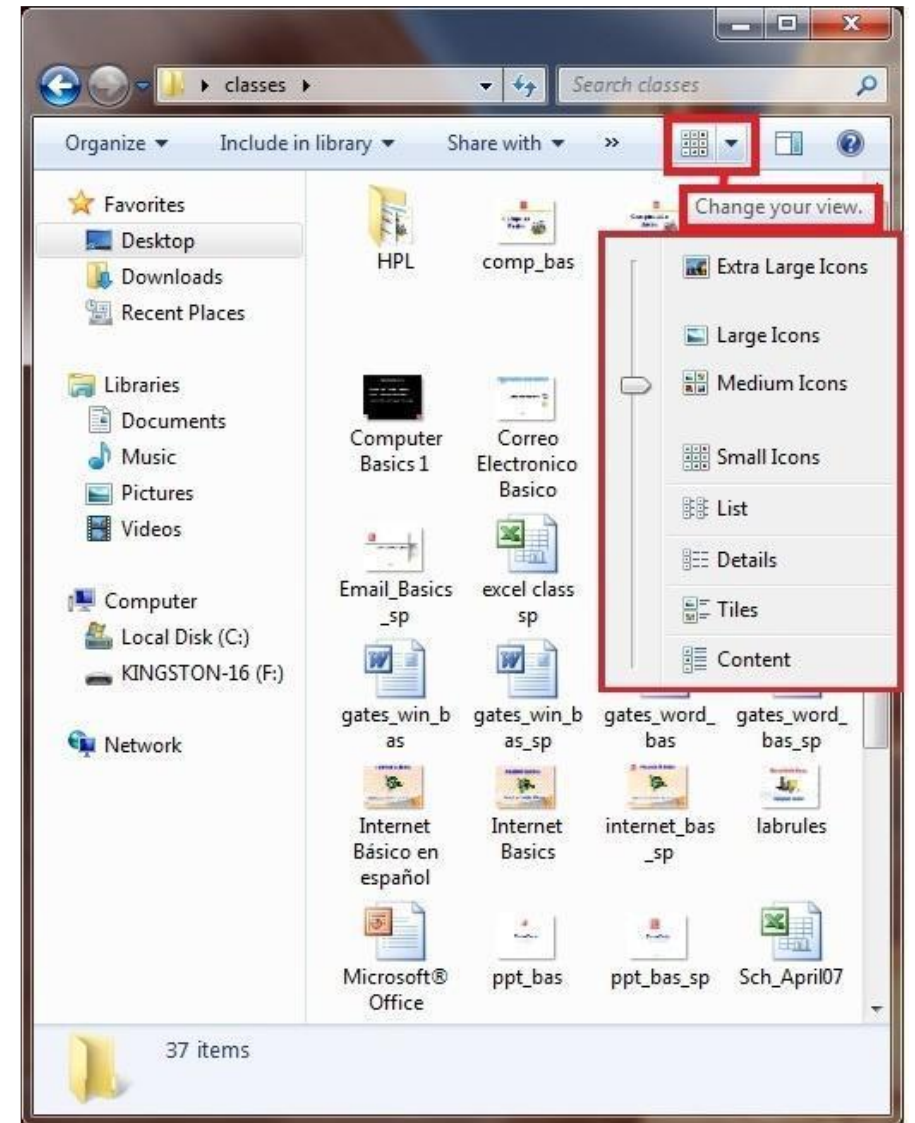 classes
Search classes
Organize
Include in library
Share with
»
Change your view.
Favorites
Desktop
Downloads
Recent Places
Libraries
Documents
Music
Pictures
Videos
Computer
Local Disk (C:)
KINGSTON-16 (F:)
Network
HPL
comp_bas
Computer
Basics 1
Correo
Electronico
Basico
Email_Basics
_sp
excel class
sp
gates_win_b
as
gates_win_b
as_sp
gates_word_
bas
gates_word_
bas_sp
Internet
Básico en
español
Internet
Basics
internet_bas
_sp
labrules
Microsoft®
Office
ppt_bas
ppt_bas_sp
Sch_April07
Extra Large Icons
Large Icons
Medium Icons
Small Icons
List
Details
Tiles
Content
37 items